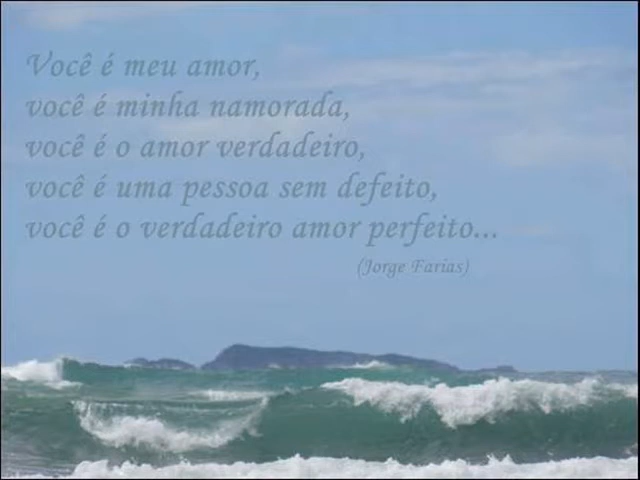 Você é meu amor,
você é minha namorada,
você é o amor verdadeiro,
você é uma pessoa sem defeito,
você é o verdadeiro amor perfeito...
(Jorge Farias)